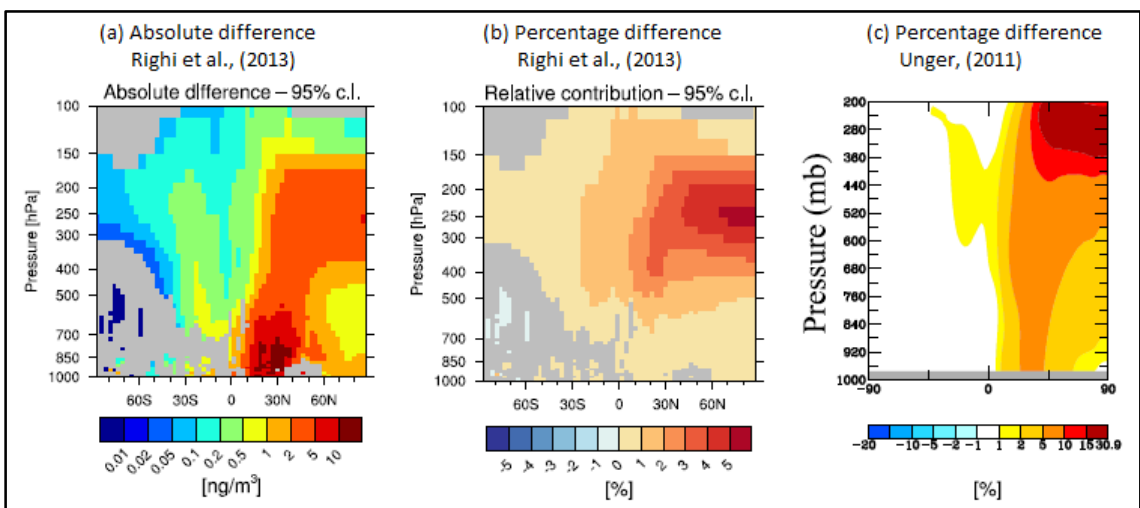 (a) Absolute difference
Righi et al., (2013)
(b) Percentage difference
Righi et al., (2013)
(c) Percentage difference
Unger, (2011)
Absolute difference – 95% c.l.
Pressure [hPa]
100
150
200
250
300
400
500
700
850
1000
60S 30S 0 30N 60N
0.01 0.02 0.05 0.1 0.2 0.5 1 2 5 10
[ng/m³]
Relative contribution – 95% c.l.
Pressure [hPa]
100
150
200
250
300
400
500
700
850
1000
60S 30S 0 30N 60N
-5 -4 -3 -2 -1 0 1 2 3 4 5
[%]
Pressure (mb)
200
280
360
440
520
600
680
760
840
920
1000
-90 0 90
-20 -10 -5 -2 -1 1 2 5 10 15 30.9
[%]